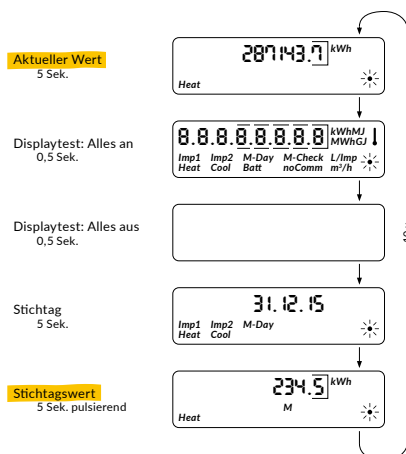 Aktueller Wert
5 Sek.
287143.7 kWh
Heat
Displaytest: Alles an
0,5 Sek.
8.8.8.8.8.8.8.8 kWhMJ
MWhGJ
Imp1 Imp2 M-Day M-Check L/Imp
Heat Cool Batt noComm m³/h
Displaytest: Alles aus
0,5 Sek.
Stichtag
5 Sek.
31.12.15
Imp1 Imp2 M-Day
Heat Cool
Stichtagswert
5 Sek. pulsierend
234.5 kWh
M
Heat